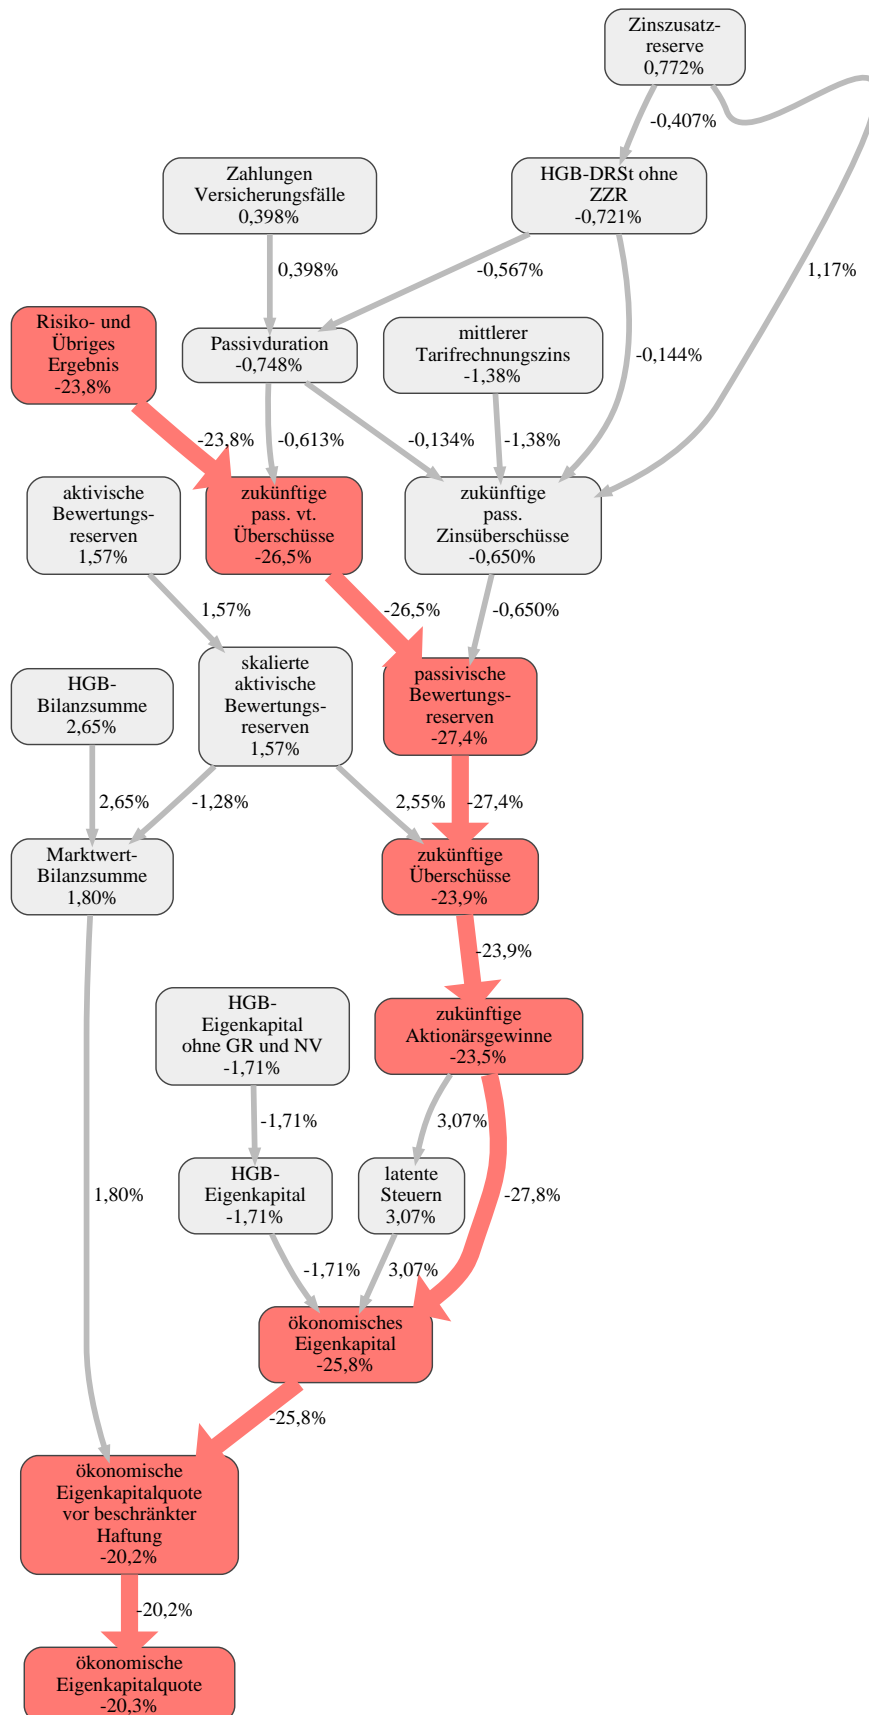 Zinszusatz-
reserve
0,772%
-0,407%
Zahlungen
Versicherungsfälle
0,398%
HGB-DRSt ohne
ZZR
-0,721%
0,398%
-0,567%
1,17%
Risiko- und
Übriges
Ergebnis
-23,8%
Passivduration
-0,748%
mittlerer
Tarifrechnungszins
-1,38%
-0,144%
-23,8%
-0,613%
-0,134%
-1,38%
aktivische
Bewertungs-
reserven
1,57%
zukünftige
pass. vt.
Überschüsse
-26,5%
zukünftige
pass.
Zinsüberschüsse
-0,650%
1,57%
-26,5%
-0,650%
HGB-
Bilanzsumme
2,65%
skalierte
aktivische
Bewertungs-
reserven
1,57%
passivische
Bewertungs-
reserven
-27,4%
2,65%
-1,28%
2,55%
-27,4%
Marktwert-
Bilanzsumme
1,80%
zukünftige
Überschüsse
-23,9%
-23,9%
HGB-
Eigenkapital
ohne GR und NV
-1,71%
zukünftige
Aktionärsgewinne
-23,5%
-1,71%
3,07%
1,80%
HGB-
Eigenkapital
-1,71%
latente
Steuern
3,07%
-27,8%
-1,71%
3,07%
ökonomisches
Eigenkapital
-25,8%
-25,8%
ökonomische
Eigenkapitalquote
vor beschränkter
Haftung
-20,2%
-20,2%
ökonomische
Eigenkapitalquote
-20,3%